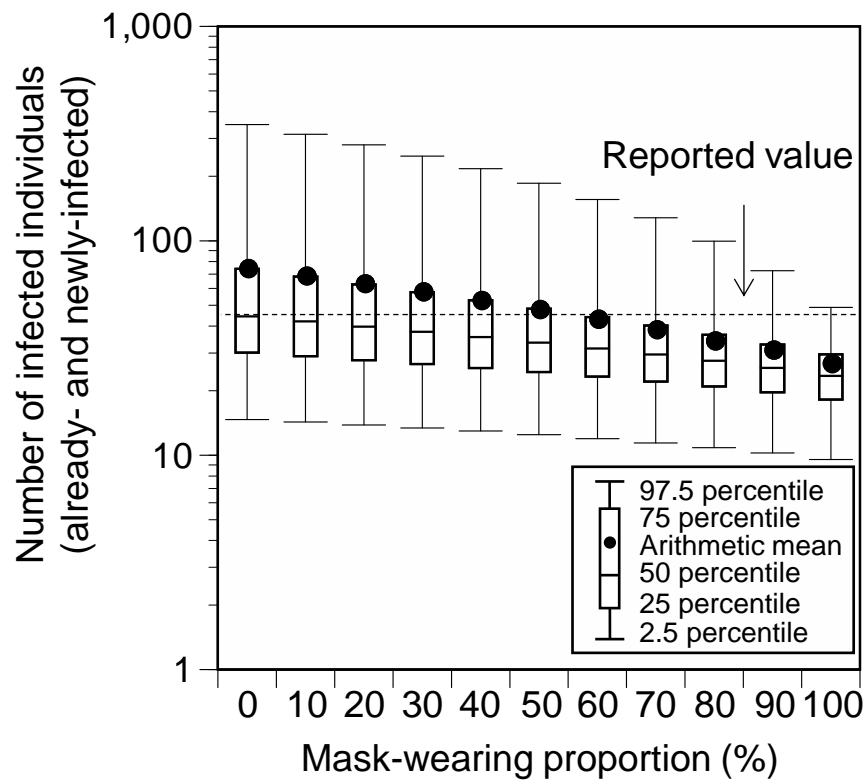 Number of infected individuals
(already- and newly-infected)
1,000
100
10
1
Reported value
97.5 percentile
75 percentile
Arithmetic mean
50 percentile
25 percentile
2.5 percentile
0 10 20 30 40 50 60 70 80 90 100
Mask-wearing proportion (%)